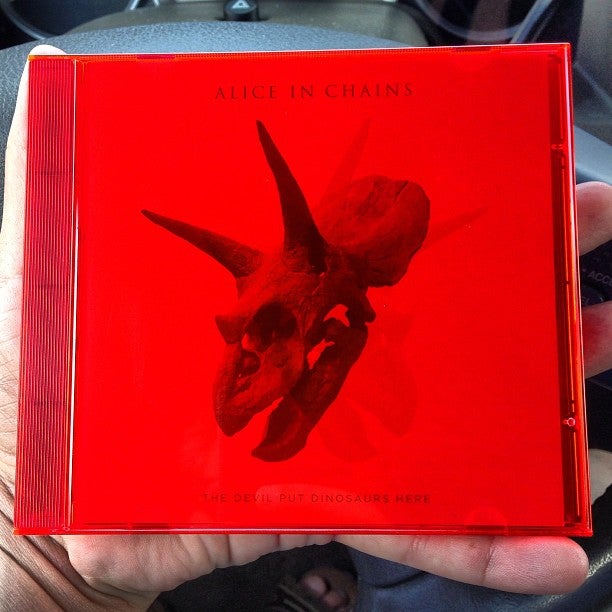 ALICE IN CHAINS
THE DEVIL PUT DINOSAURS HERE